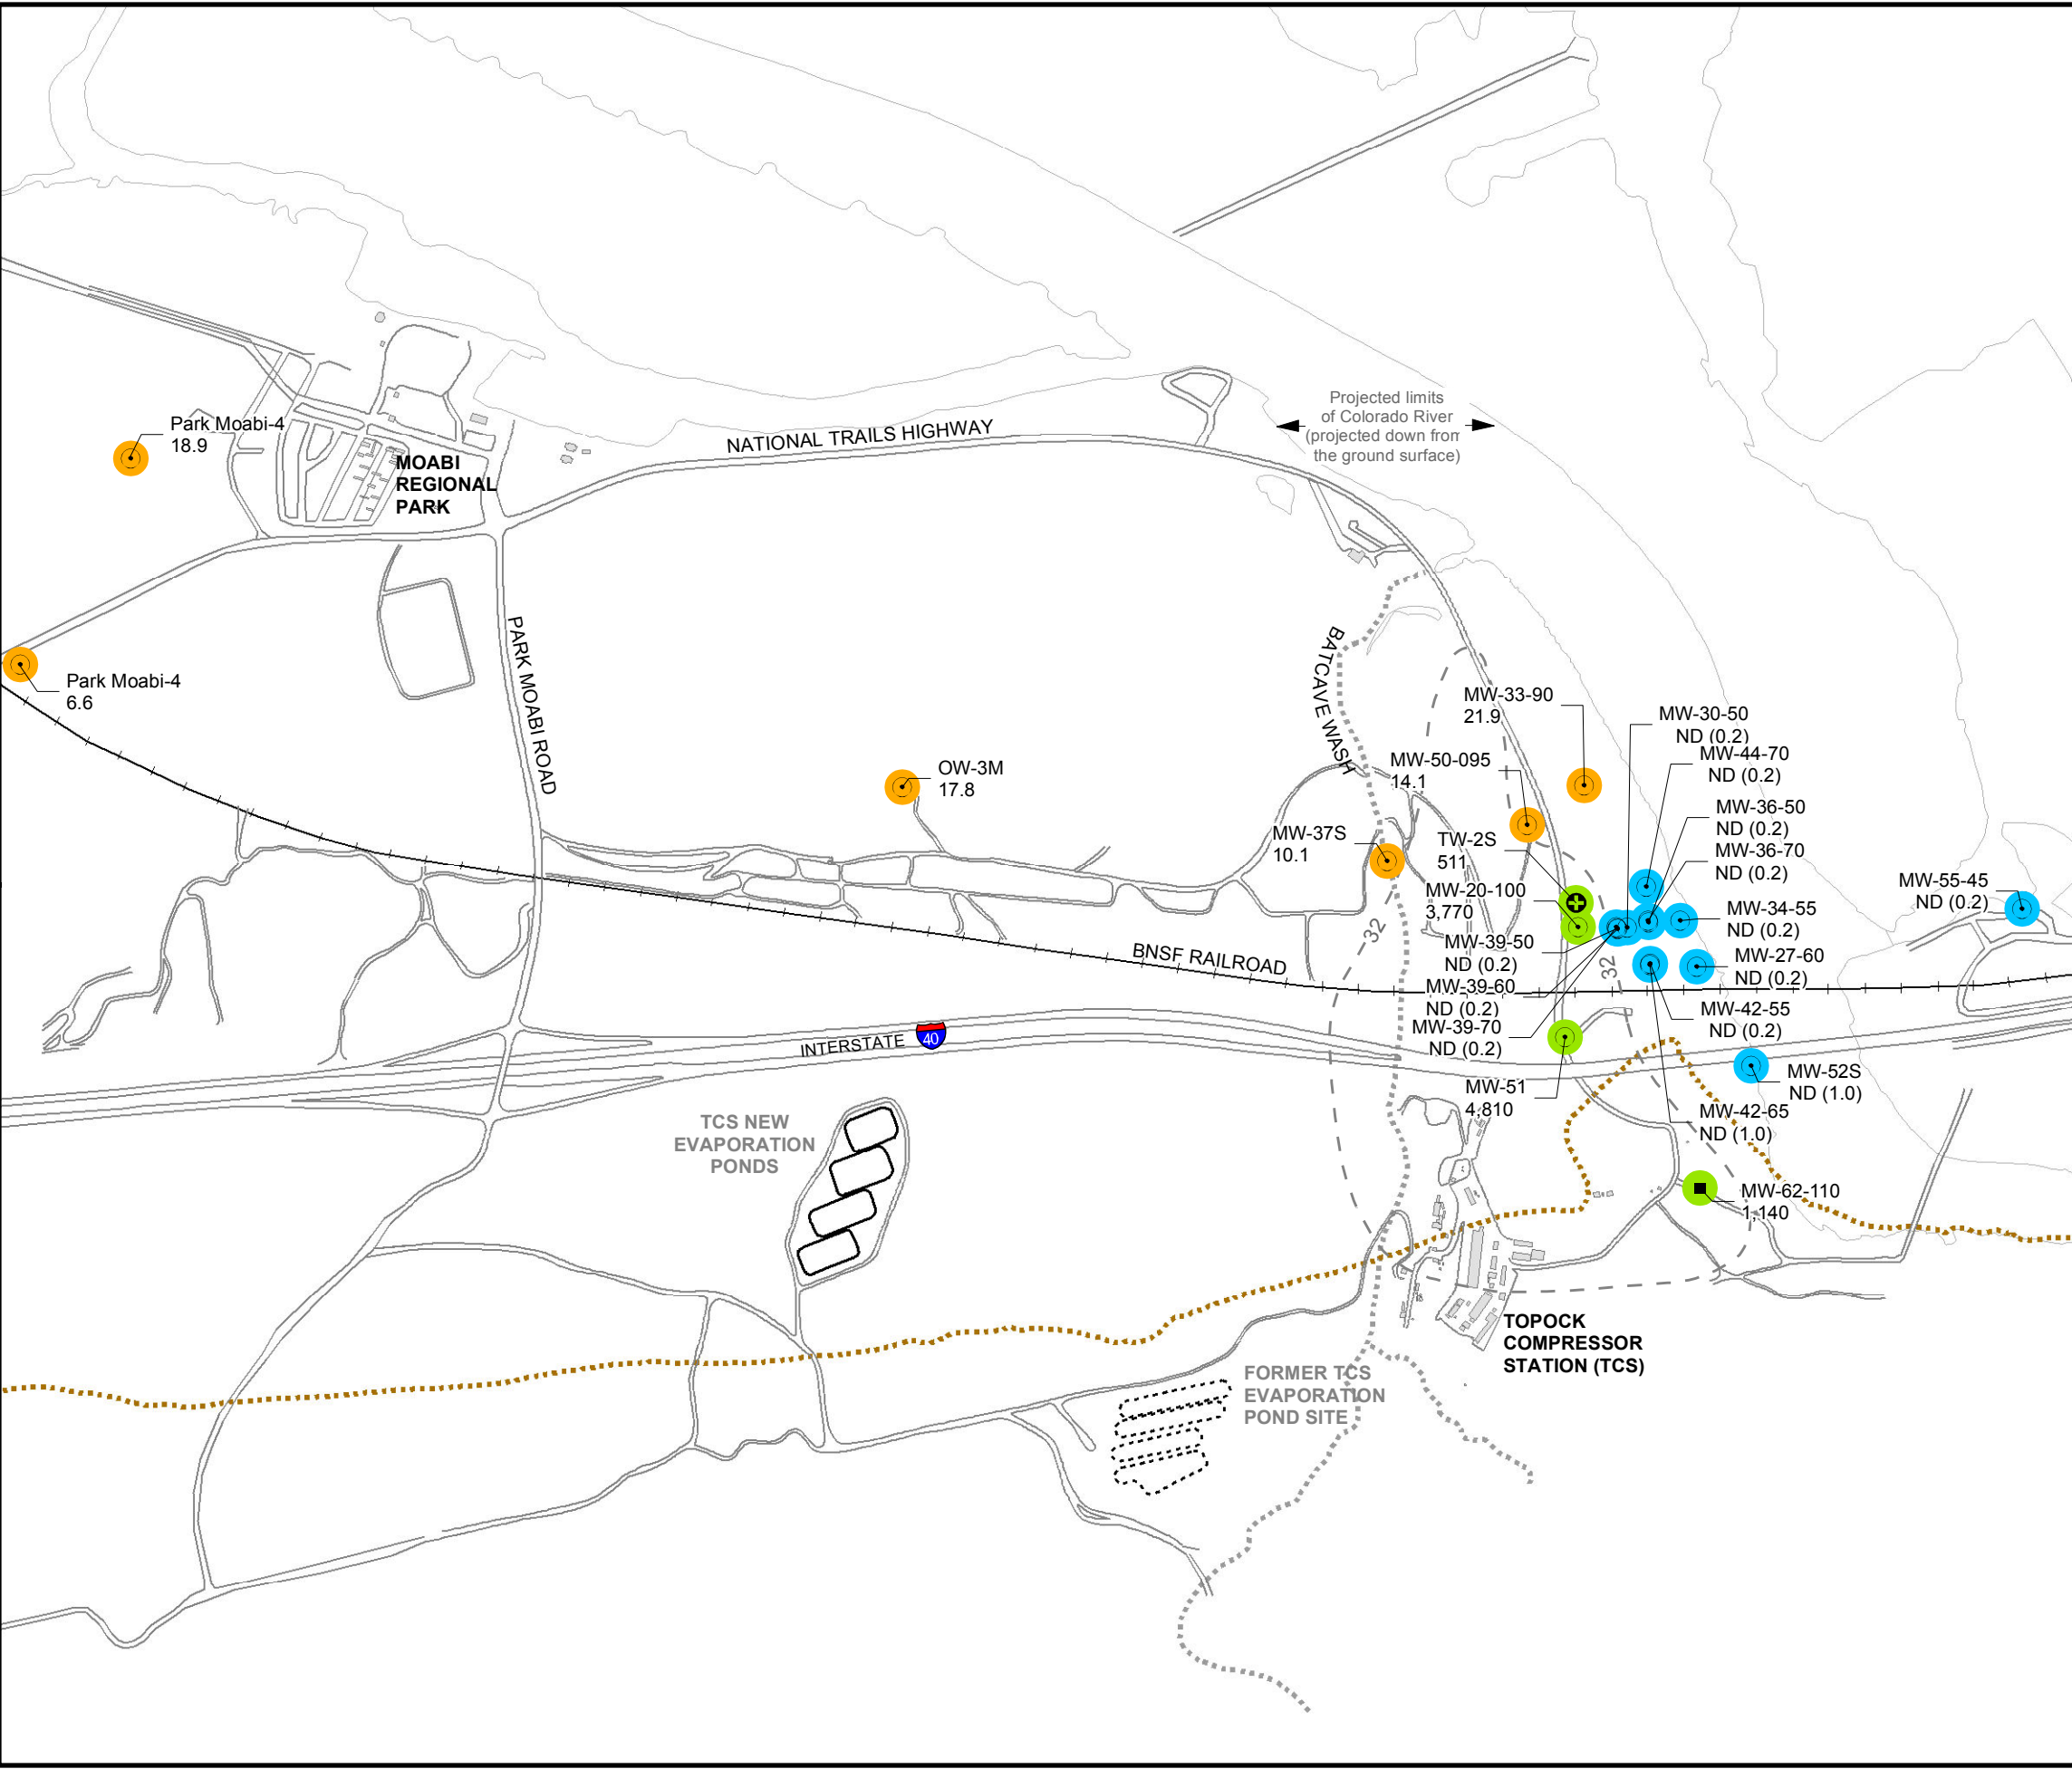 Projected limits
of Colorado River
(projected down from
the ground surface)
Park Moabi-4
18.9
NATIONAL TRAILS HIGHWAY
MOABI
REGIONAL
PARK
Park Moabi-4
6.6
PARK MOABI ROAD
BATCAVE WASH
MW-33-90
21.9
MW-30-50
ND (0.2)
MW-44-70
ND (0.2)
OW-3M
17.8
MW-50-095
14.1
MW-36-50
ND (0.2)
MW-37S
10.1
TW-2S
511
MW-36-70
ND (0.2)
MW-20-100
3,770
MW-55-45
ND (0.2)
MW-34-55
ND (0.2)
32
MW-39-50
ND (0.2)
32
MW-27-60
ND (0.2)
BNSF RAILROAD
MW-39-60
ND (0.2)
MW-42-55
ND (0.2)
MW-39-70
ND (0.2)
INTERSTATE 40
MW-52S
ND (1.0)
MW-51
4,810
MW-42-65
ND (1.0)
TCS NEW
EVAPORATION
PONDS
MW-62-110
1,140
TOPOCK
COMPRESSOR
STATION (TCS)
FORMER TCS
EVAPORATION
POND SITE